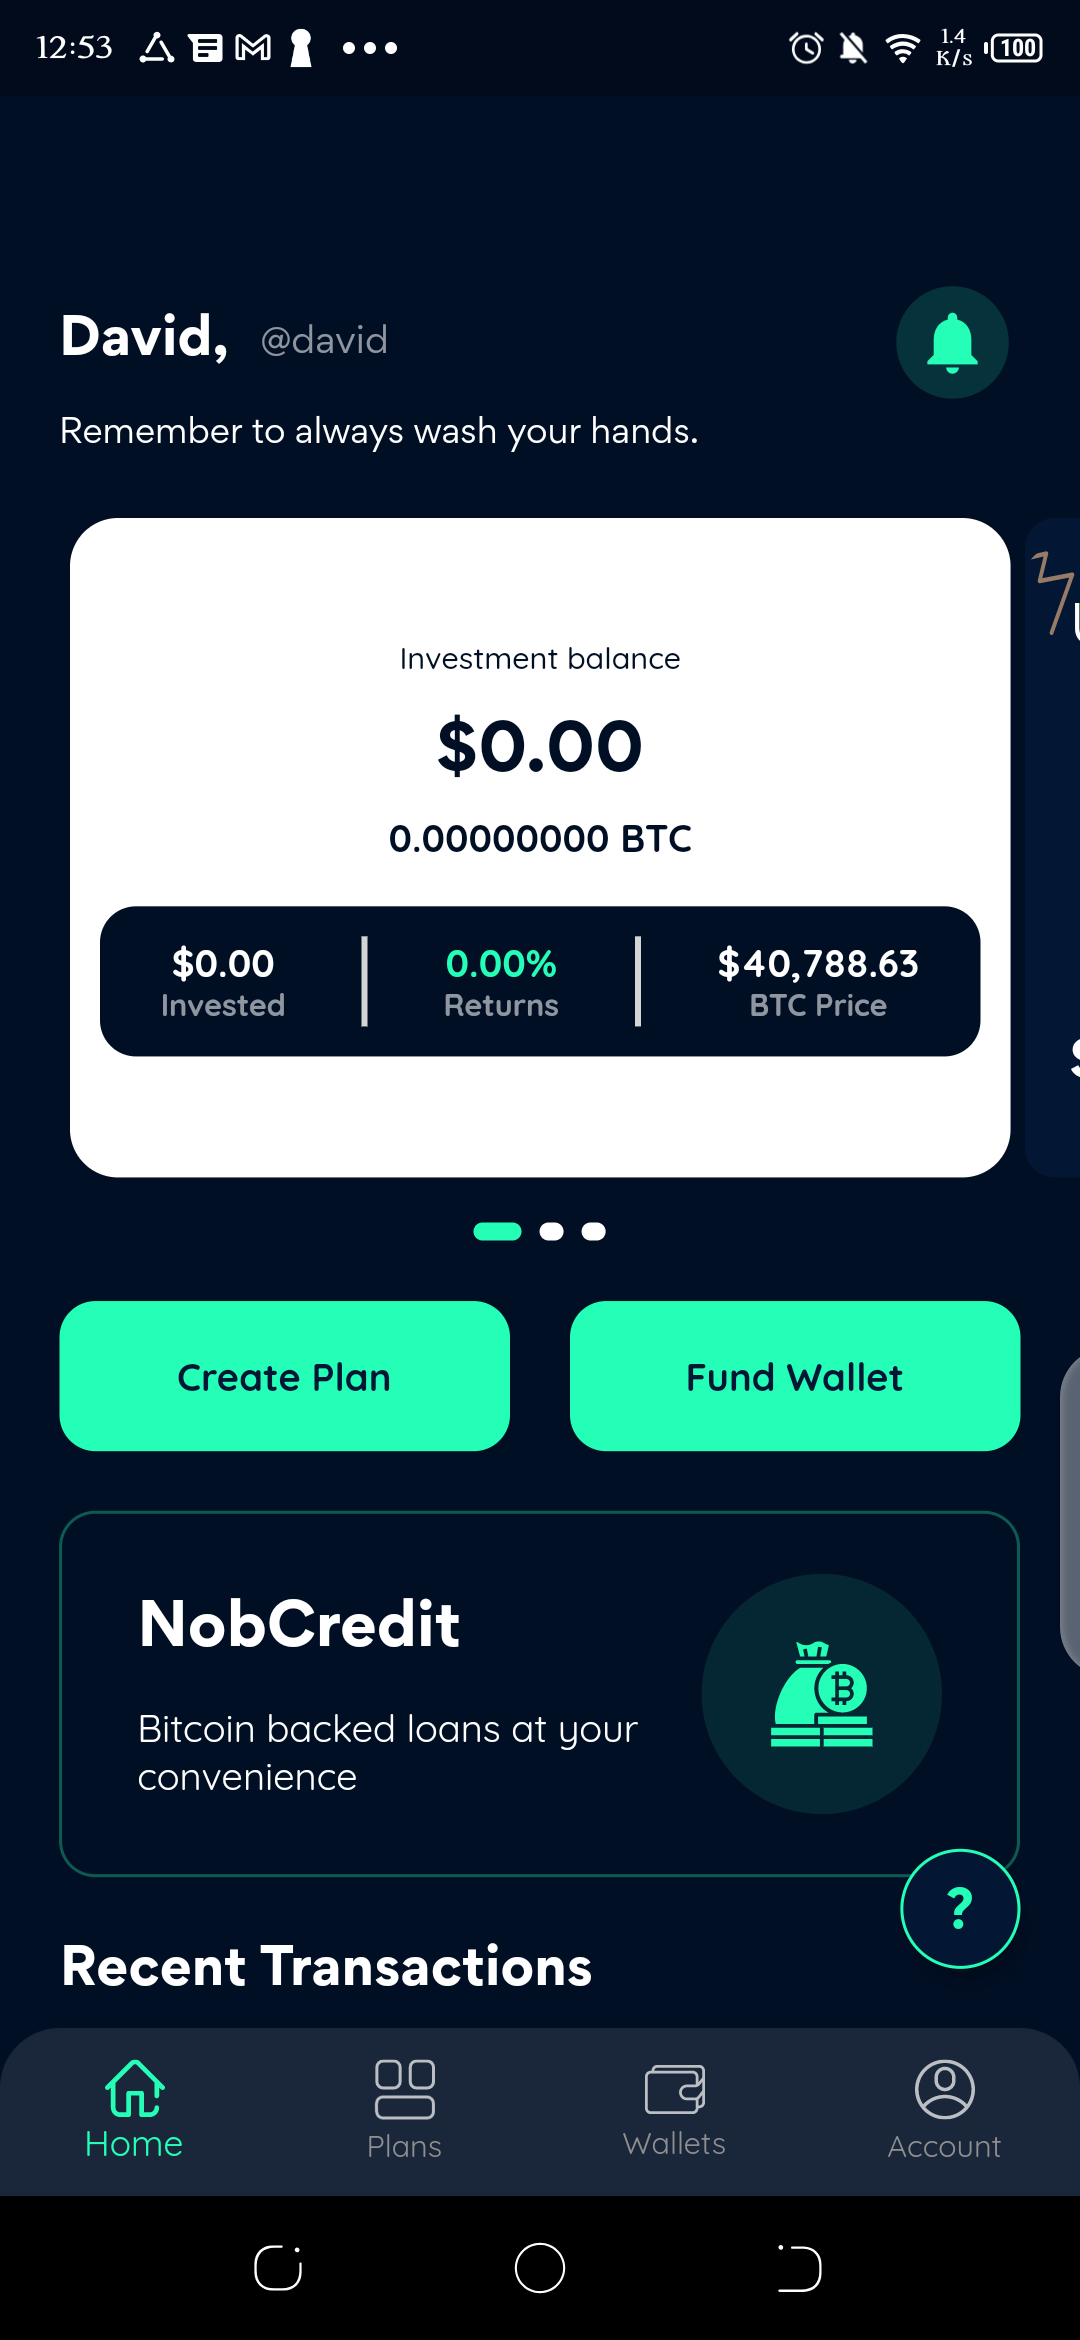 12:53
1.4
K/s
100
David, @david
Remember to always wash your hands.
Investment balance
$0.00
0.00000000 BTC
$0.00 0.00% $40,788.63
Invested Returns BTC Price
Create Plan Fund Wallet
NobCredit
Bitcoin backed loans at your
convenience
?
Recent Transactions
Home Plans Wallets Account